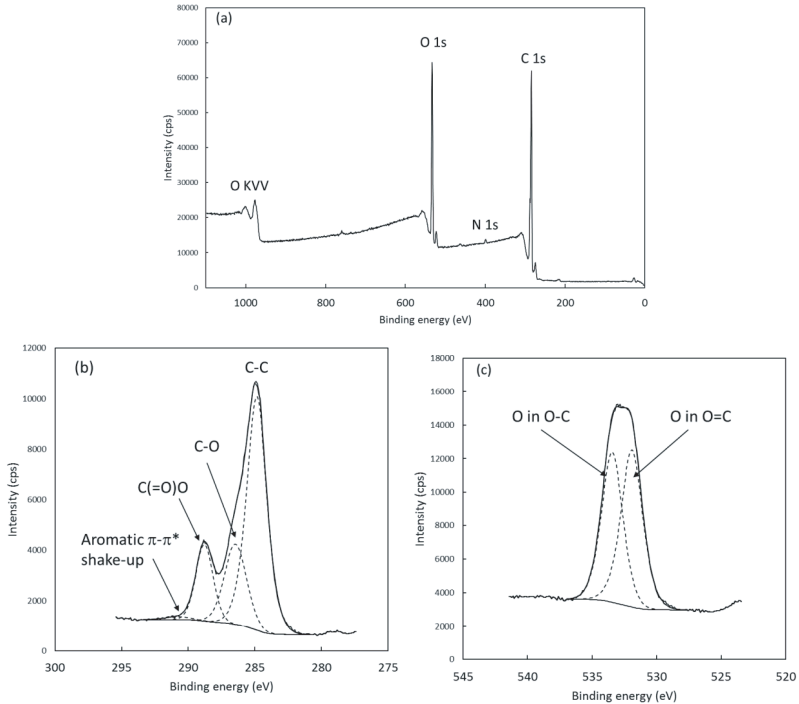 (a)
80000
70000
60000
50000
40000
30000
20000
10000
0
Intensity (cps)
O 1s
C 1s
O KVV
N 1s
1000 800 600 400 200 0
Binding energy (eV)
(b)
12000
10000
8000
6000
4000
2000
0
Intensity (cps)
C-C
C-O
C(=O)O
Aromatic π-π*
shake-up
300 295 290 285 280 275
Binding energy (eV)
(c)
18000
16000
14000
12000
10000
8000
6000
4000
2000
0
Intensity (cps)
O in O-C
O in O=C
545 540 535 530 525 520
Binding energy (eV)